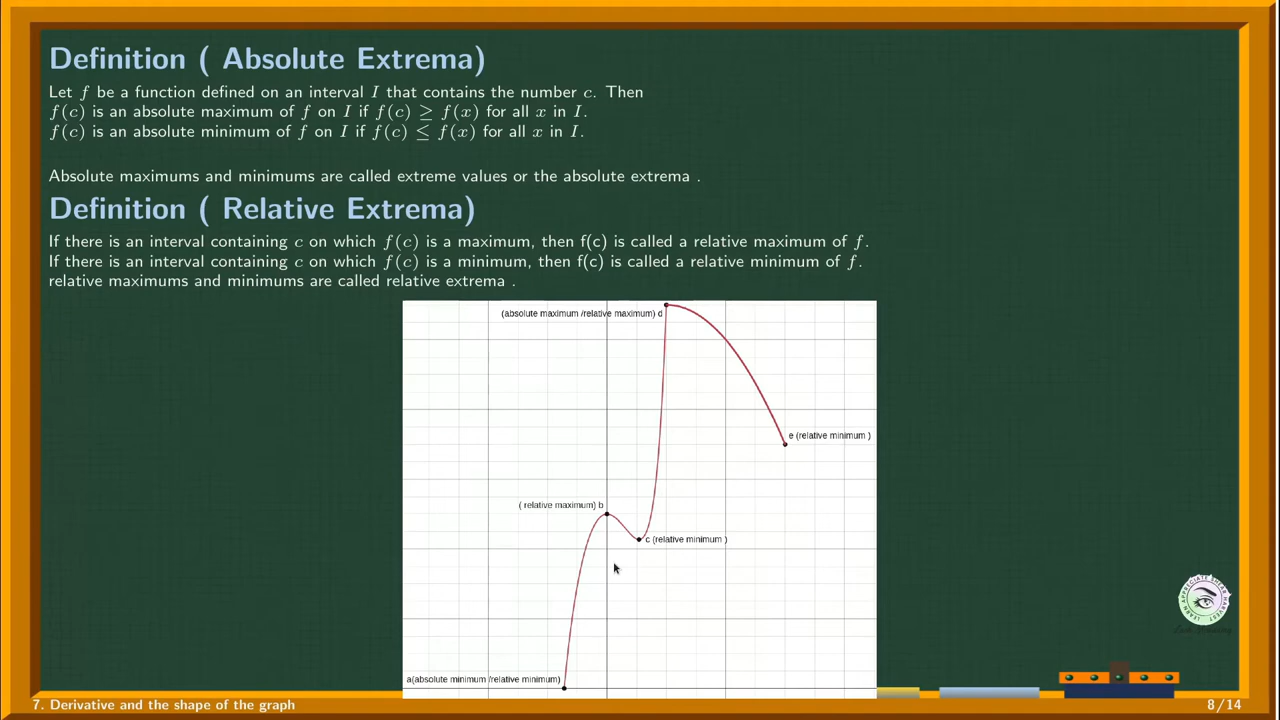 Definition ( Absolute Extrema)
Let f be a function defined on an interval I that contains the number c. Then
f(c) is an absolute maximum of f on I if f(c) ≥ f(x) for all x in I.
f(c) is an absolute minimum of f on I if f(c) ≤ f(x) for all x in I.
Absolute maximums and minimums are called extreme values or the absolute extrema .
Definition ( Relative Extrema)
If there is an interval containing c on which f(c) is a maximum, then f(c) is called a relative maximum of f.
If there is an interval containing c on which f(c) is a minimum, then f(c) is called a relative minimum of f.
relative maximums and minimums are called relative extrema .
(absolute maximum /relative maximum) d
e (relative minimum )
( relative maximum) b
c (relative minimum )
a(absolute minimum /relative minimum)
7. Derivative and the shape of the graph
8/14